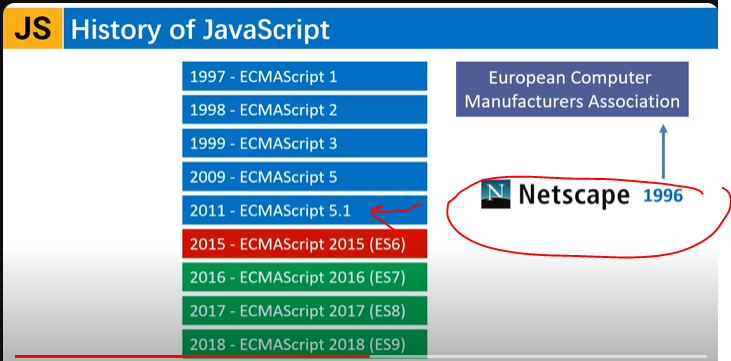 JS History of JavaScript
1997 - ECMAScript 1
1998 - ECMAScript 2
1999 - ECMAScript 3
2009 - ECMAScript 5
2011 - ECMAScript 5.1
2015 - ECMAScript 2015 (ES6)
2016 - ECMAScript 2016 (ES7)
2017 - ECMAScript 2017 (ES8)
2018 - ECMAScript 2018 (ES9)
European Computer
Manufacturers Association
N Netscape 1996